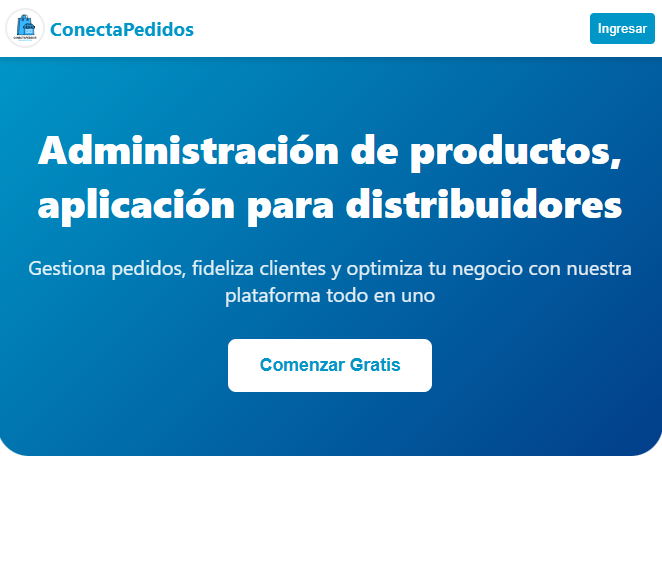 ConectaPedidos
Ingresar
Administración de productos,
aplicación para distribuidores
Gestiona pedidos, fideliza clientes y optimiza tu negocio con nuestra
plataforma todo en uno
Comenzar Gratis